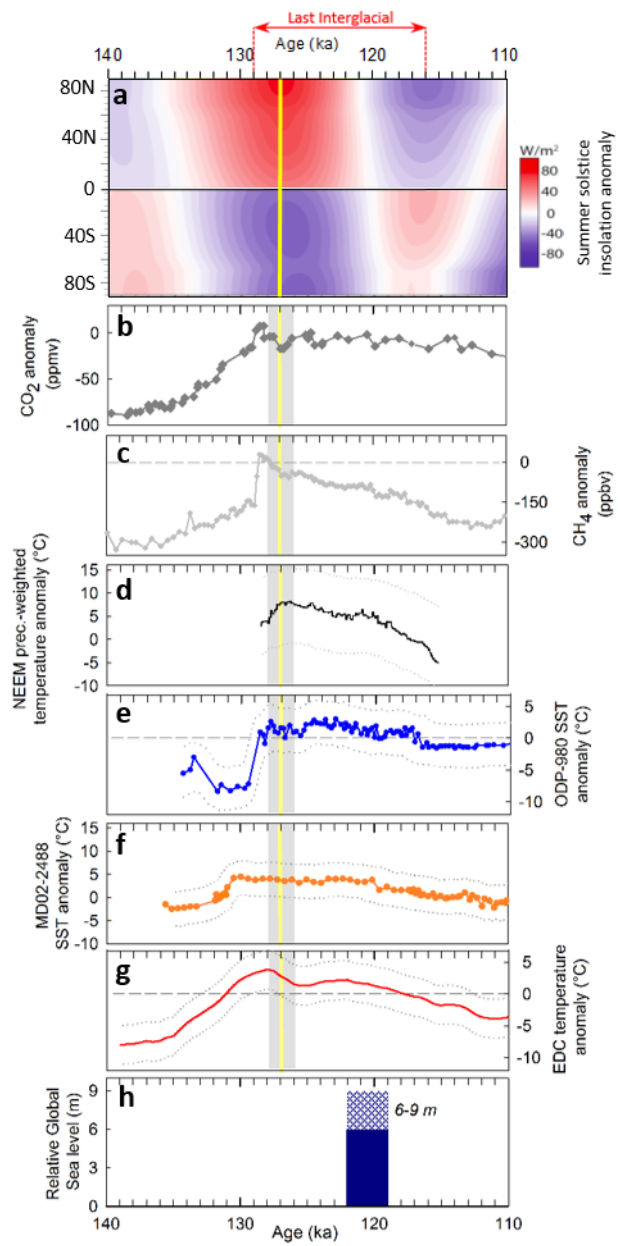 Last Interglacial
Age (ka)
140 130 120 110
a
80N
40N
0
40S
80S
W/m²
80
40
0
-40
-80
Summer solstice
insolation anomaly
b
CO₂ anomaly
(ppmv)
0
-50
-100
c
0
-150
-300
CH₄ anomaly
(ppbv)
d
NEEM prec.-weighted
temperature anomaly (°C)
15
10
5
0
-5
-10
e
5
0
-5
-10
ODP-980 SST
anomaly (°C)
f
MD02-2488
SST anomaly (°C)
15
10
5
0
-5
-10
g
5
0
-5
-10
EDC temperature
anomaly (°C)
h
Relative Global
Sea level (m)
9
6
3
0
6-9 m
140 130 120 110
Age (ka)